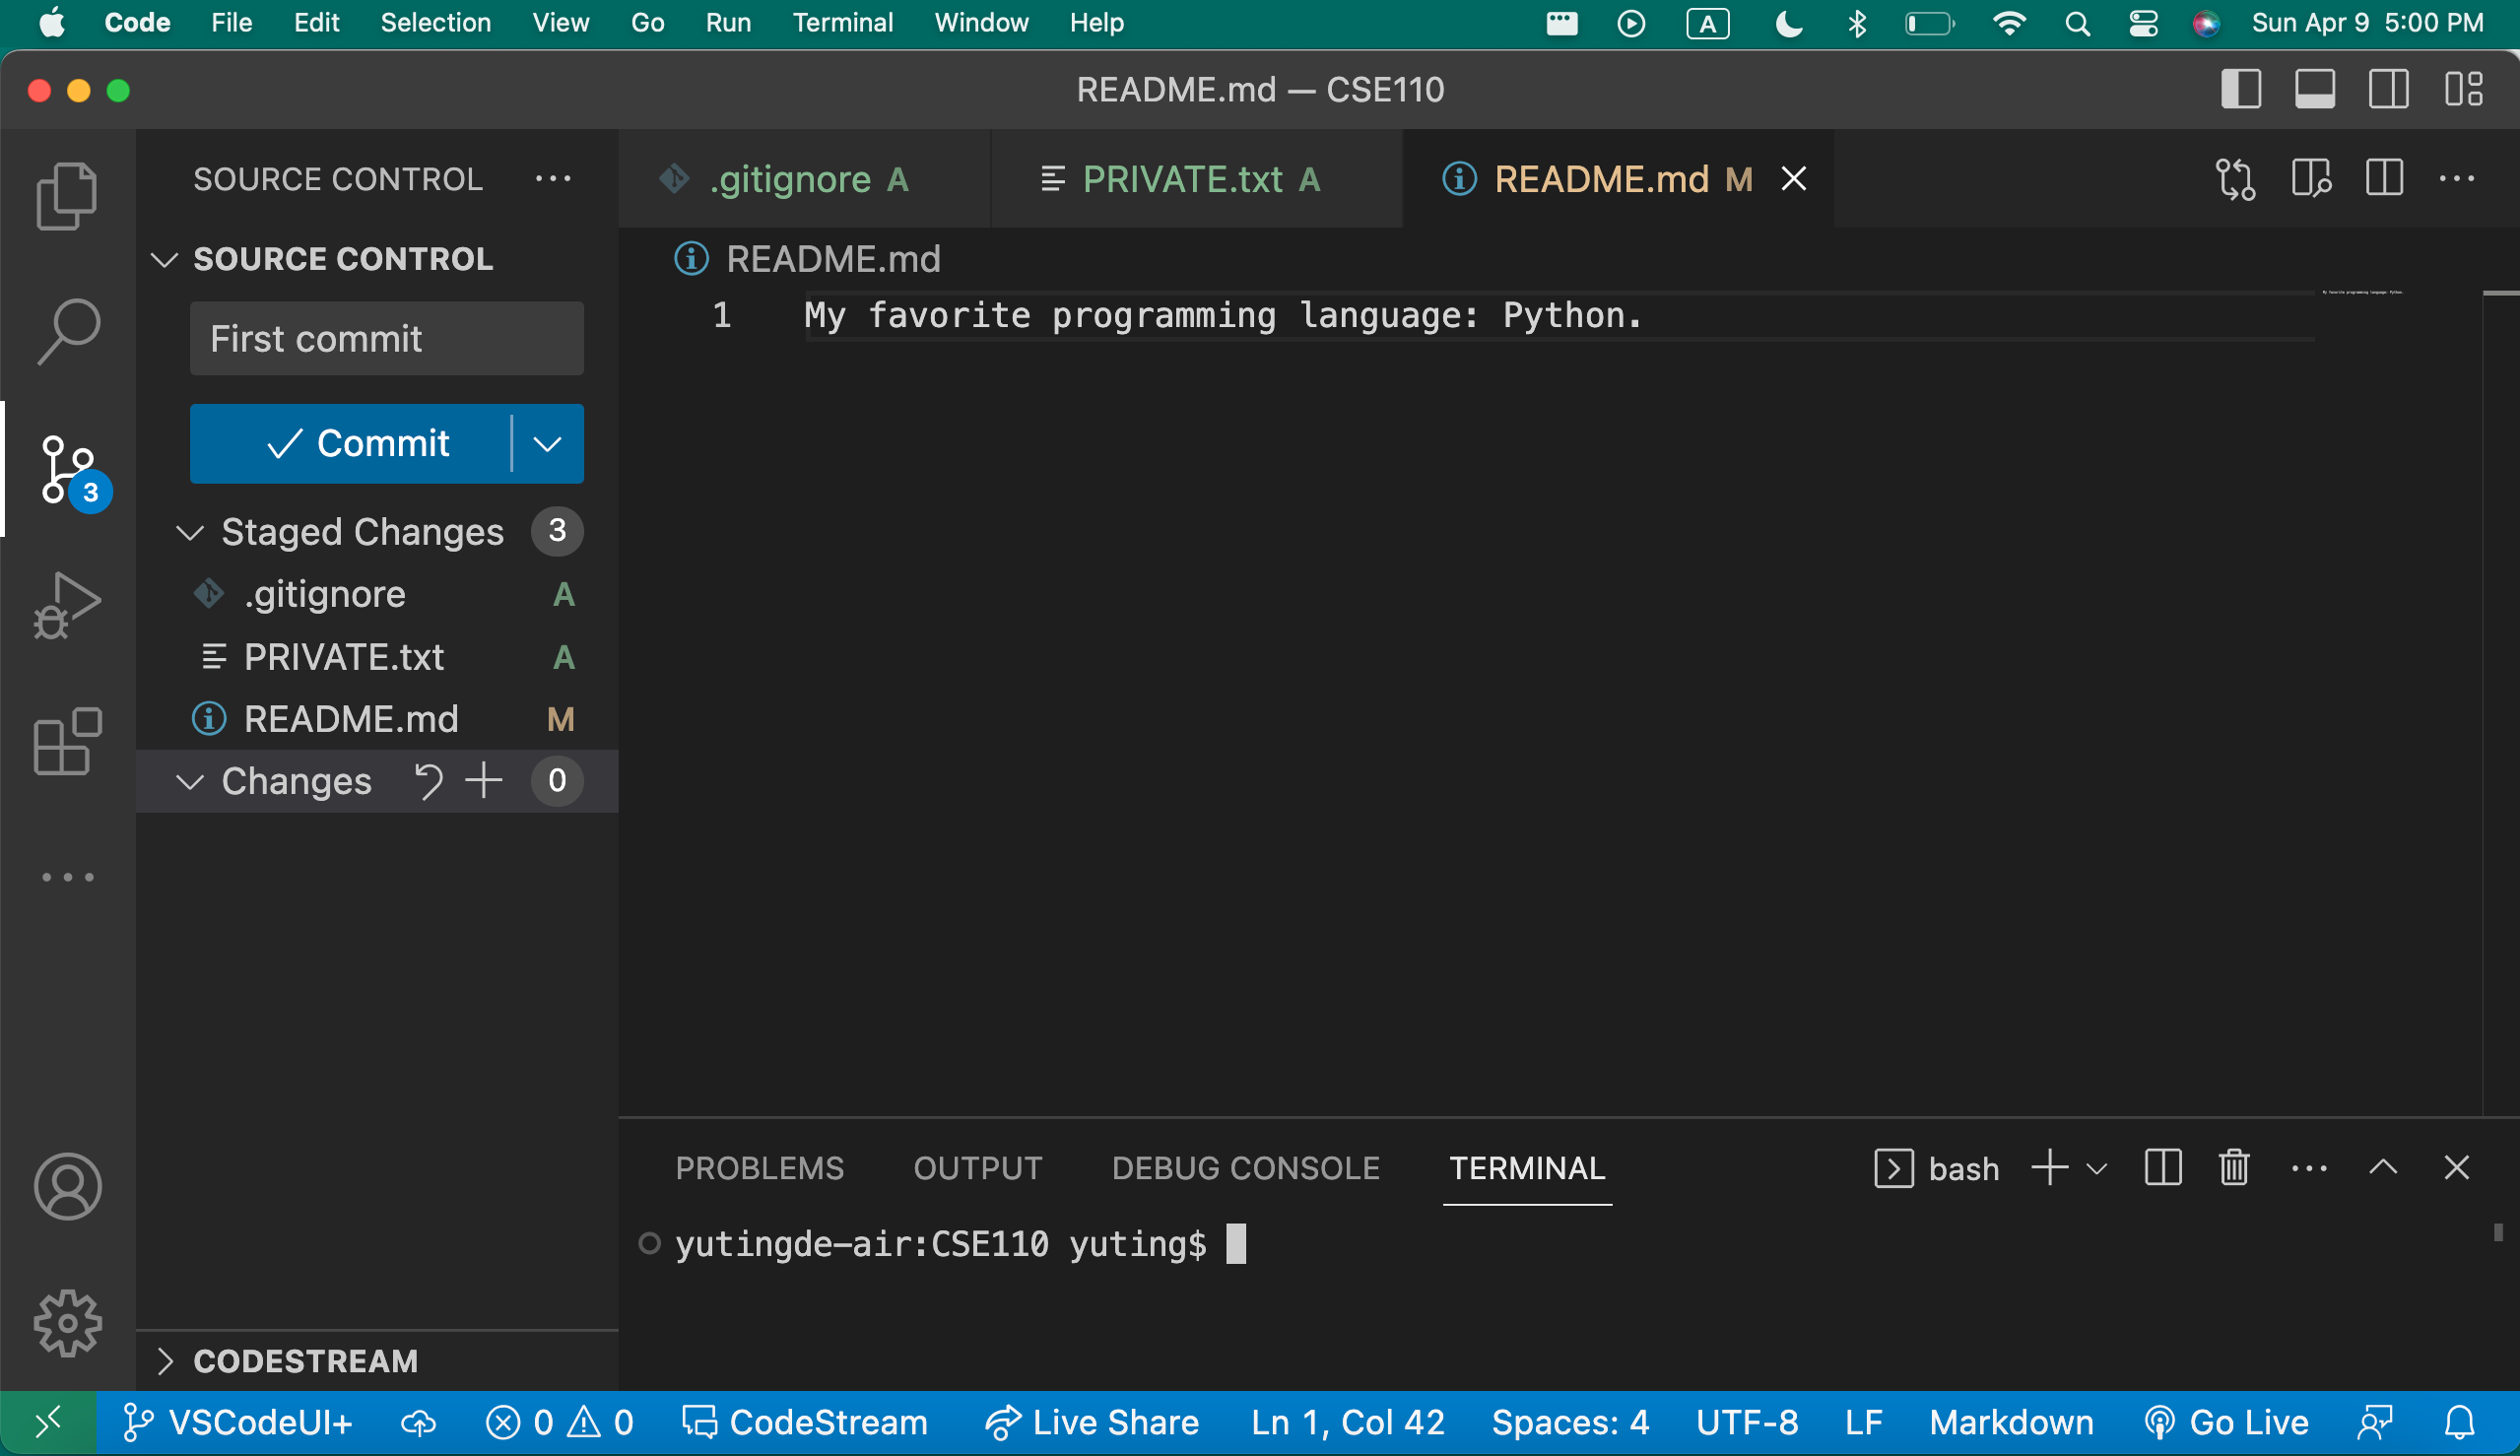 Code File Edit Selection View Go Run Terminal Window Help A Sun Apr 9 5:00 PM
README.md — CSE110
SOURCE CONTROL ···
.gitignore A PRIVATE.txt A README.md M
SOURCE CONTROL
README.md
First commit
1 My favorite programming language: Python.
Commit
3
Staged Changes 3
.gitignore A
PRIVATE.txt A
README.md M
Changes 0
PROBLEMS OUTPUT DEBUG CONSOLE TERMINAL bash
yutingde-air:CSE110 yuting$
CODESTREAM
VSCodeUI+ 0 0 CodeStream Live Share Ln 1, Col 42 Spaces: 4 UTF-8 LF Markdown Go Live